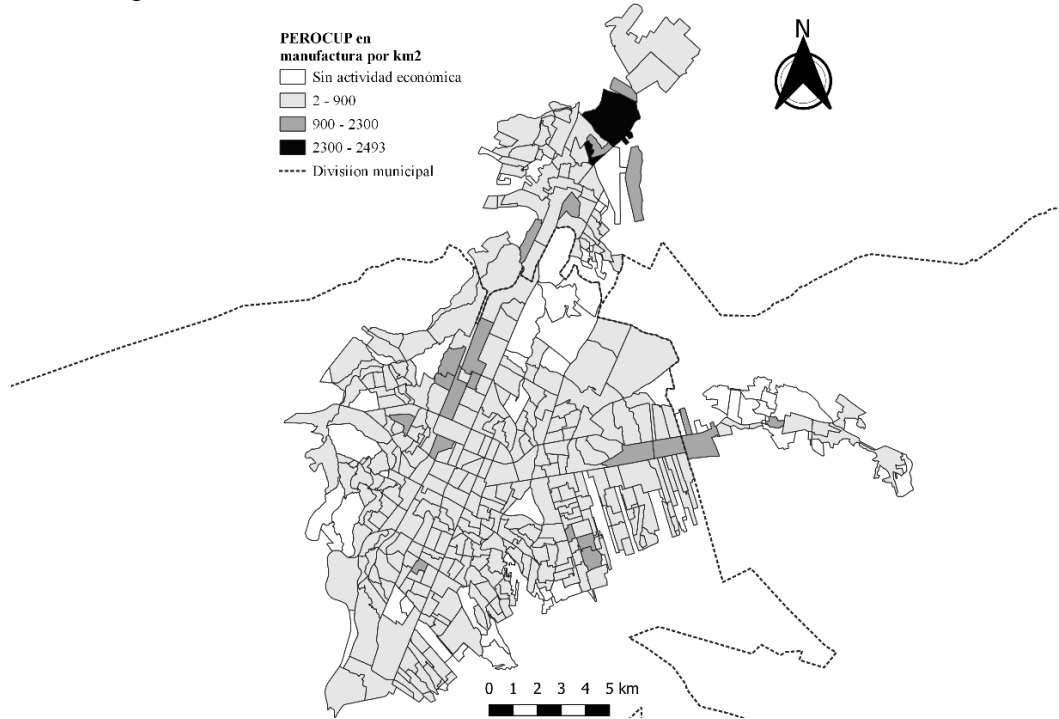 PEROCUP en
manufactura por km2
Sin actividad económica
2 - 900
900 - 2300
2300 - 2493
Divisiion municipal
N
0 1 2 3 4 5 km